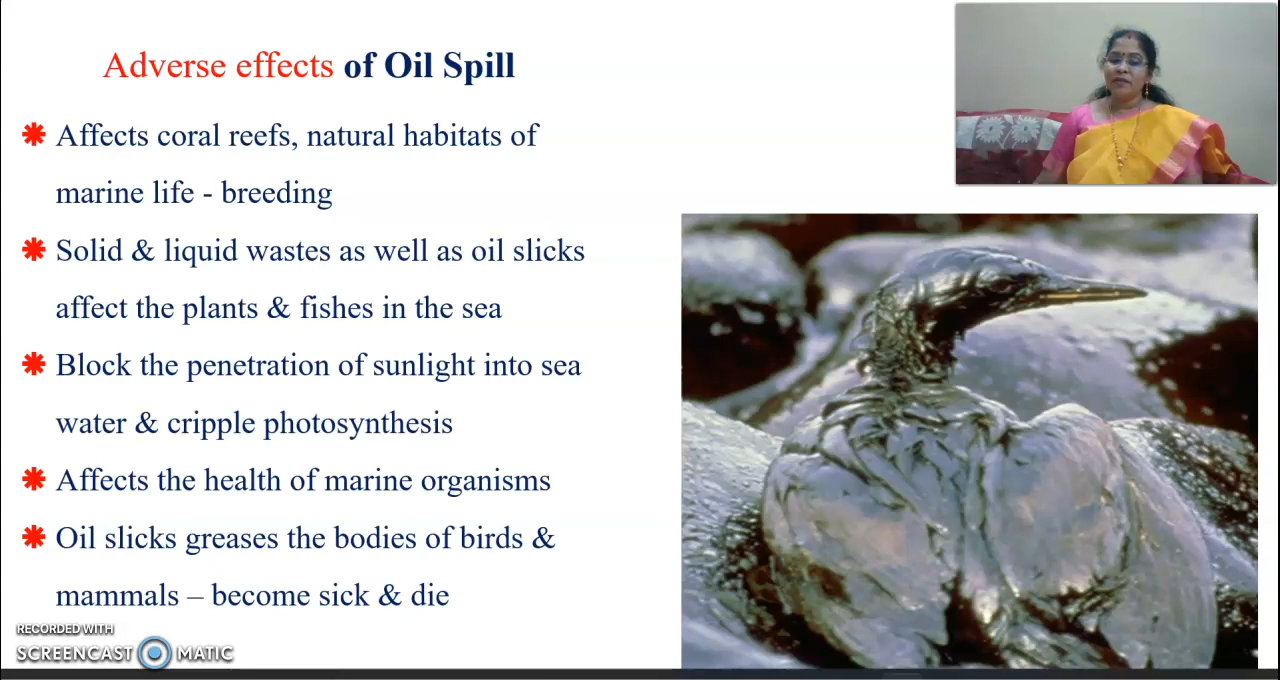 Adverse effects of Oil Spill
Affects coral reefs, natural habitats of
marine life - breeding
Solid & liquid wastes as well as oil slicks
affect the plants & fishes in the sea
Block the penetration of sunlight into sea
water & cripple photosynthesis
Affects the health of marine organisms
Oil slicks greases the bodies of birds &
mammals – become sick & die
RECORDED WITH
SCREENCAST MATIC